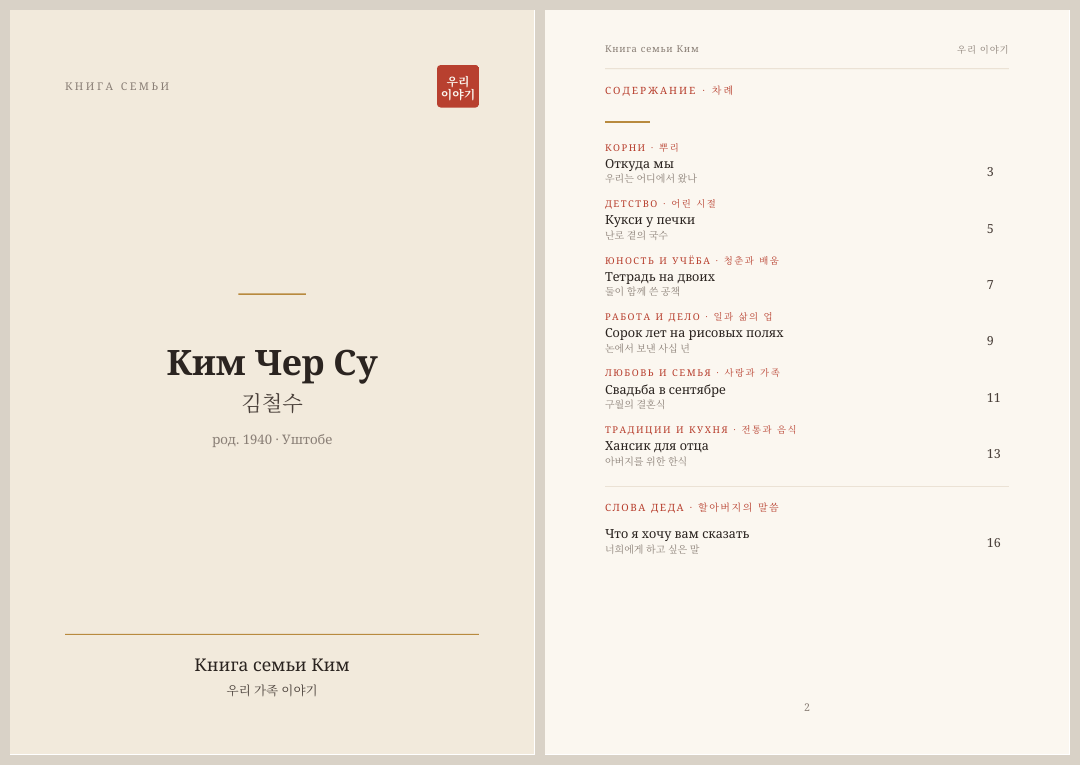 КНИГА СЕМЬИ
우리
이야기
Ким Чер Су
김철수
род. 1940 · Уштобе
Книга семьи Ким
우리 가족 이야기
Книга семьи Ким
우리 이야기
СОДЕРЖАНИЕ · 차례
КОРНИ · 뿌리
Откуда мы
우리는 어디에서 왔나
3
ДЕТСТВО · 어린 시절
Кукси у печки
난로 곁의 국수
5
ЮНОСТЬ И УЧЁБА · 청춘과 배움
Тетрадь на двоих
둘이 함께 쓴 공책
7
РАБОТА И ДЕЛО · 일과 삶의 업
Сорок лет на рисовых полях
논에서 보낸 사십 년
9
ЛЮБОВЬ И СЕМЬЯ · 사랑과 가족
Свадьба в сентябре
구월의 결혼식
11
ТРАДИЦИИ И КУХНЯ · 전통과 음식
Хансик для отца
아버지를 위한 한식
13
СЛОВА ДЕДА · 할아버지의 말씀
Что я хочу вам сказать
너희에게 하고 싶은 말
16
2